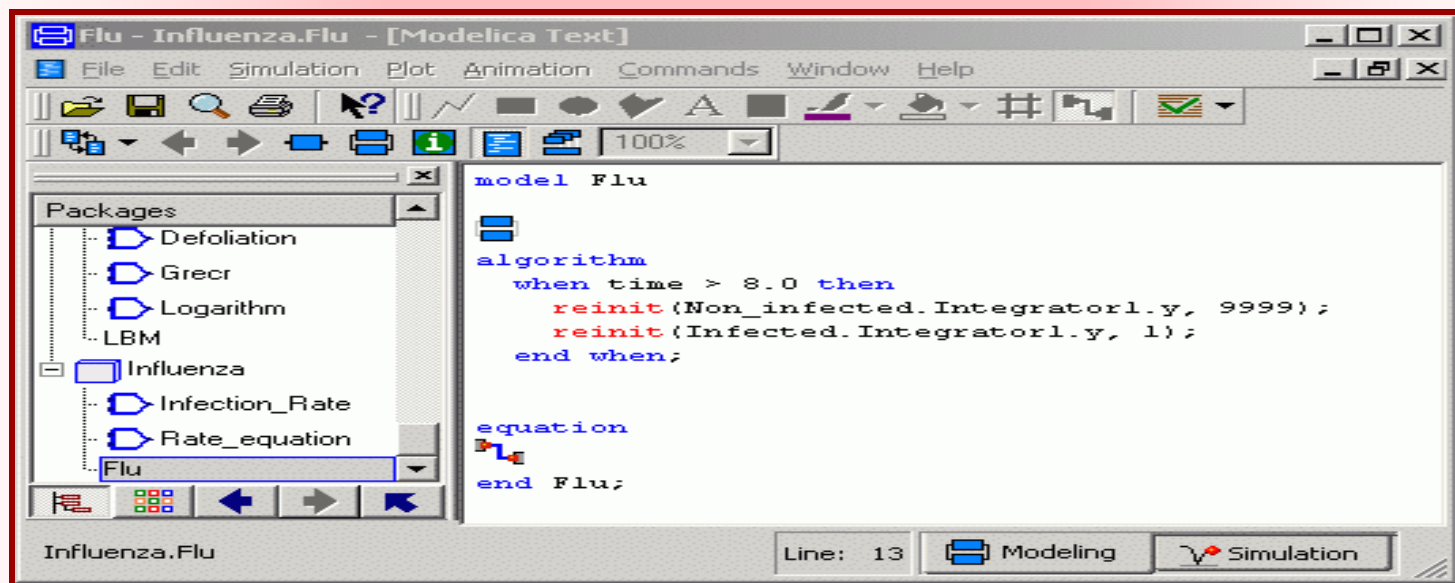 Flu - Influenza.Flu - [Modelica Text]
File Edit Simulation Plot Animation Commands Window Help
100%
Packages
Defoliation
Grecr
Logarithm
LBM
Influenza
Infection_Rate
Rate_equation
Flu
model Flu
algorithm
when time > 8.0 then
reinit(Non_infected.Integrator1.y, 9999);
reinit(Infected.Integrator1.y, 1);
end when;
equation
end Flu;
Influenza.Flu
Line: 13
Modeling
Simulation